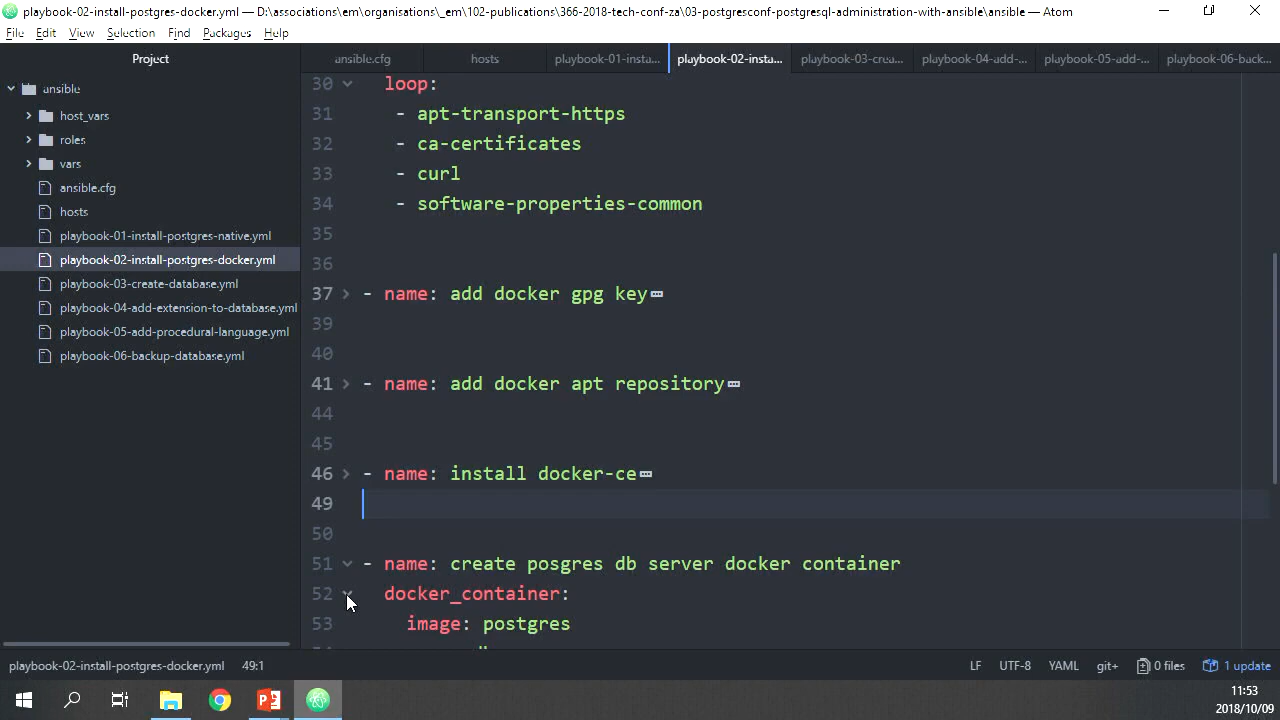 playbook-02-install-postgres-docker.yml — D:\associations\em\organisations\_em\102-publications\366-2018-tech-conf-za\03-postgresconf-postgresql-administration-with-ansible\ansible — Atom
File Edit View Selection Find Packages Help
Project
ansible.cfg hosts playbook-01-insta... playbook-02-insta... playbook-03-crea... playbook-04-add-... playbook-05-add-... playbook-06-back...
ansible
host_vars
roles
vars
ansible.cfg
hosts
playbook-01-install-postgres-native.yml
playbook-02-install-postgres-docker.yml
playbook-03-create-database.yml
playbook-04-add-extension-to-database.yml
playbook-05-add-procedural-language.yml
playbook-06-backup-database.yml
30 loop:
31 - apt-transport-https
32 - ca-certificates
33 - curl
34 - software-properties-common
35
36
37 - name: add docker gpg key
39
40
41 - name: add docker apt repository
44
45
46 - name: install docker-ce
49
50
51 - name: create posgres db server docker container
52 docker_container:
53 image: postgres
playbook-02-install-postgres-docker.yml 49:1 LF UTF-8 YAML git+ 0 files 1 update
11:53
2018/10/09